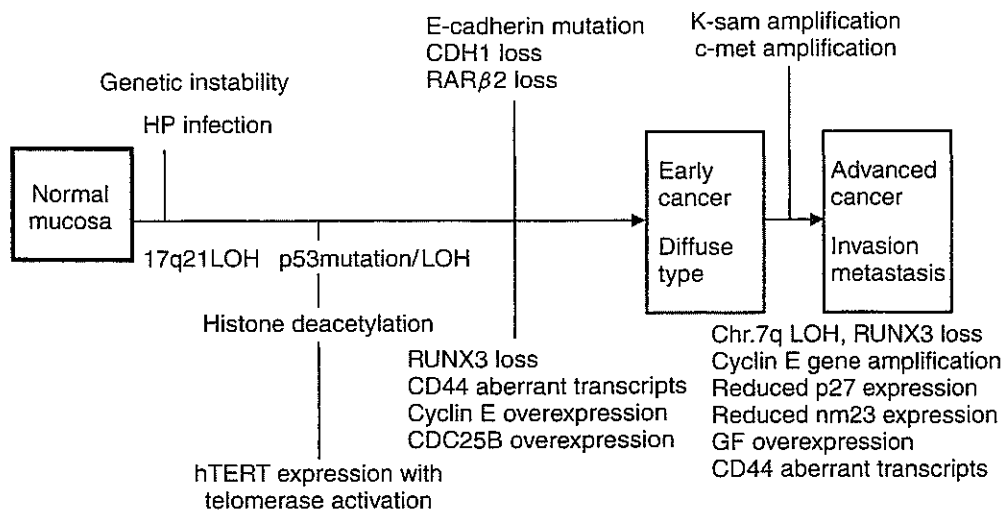 E-cadherin mutation
CDH1 loss
RARβ2 loss
K-sam amplification
c-met amplification
Genetic instability
HP infection
Normal
mucosa
Early
cancer
Diffuse
type
Advanced
cancer
Invasion
metastasis
17q21LOH
p53mutation/LOH
Histone deacetylation
hTERT expression with
telomerase activation
RUNX3 loss
CD44 aberrant transcripts
Cyclin E overexpression
CDC25B overexpression
Chr.7q LOH, RUNX3 loss
Cyclin E gene amplification
Reduced p27 expression
Reduced nm23 expression
GF overexpression
CD44 aberrant transcripts